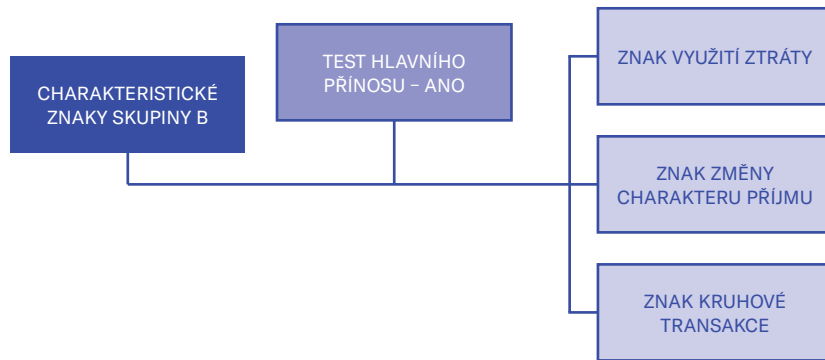 CHARAKTERISTICKÉ
ZNAKY SKUPINY B
TEST HLAVNÍHO
PŘÍNOSU – ANO
ZNAK VYUŽITÍ ZTRÁTY
ZNAK ZMĚNY
CHARAKTERU PŘÍJMU
ZNAK KRUHOVÉ
TRANSAKCE